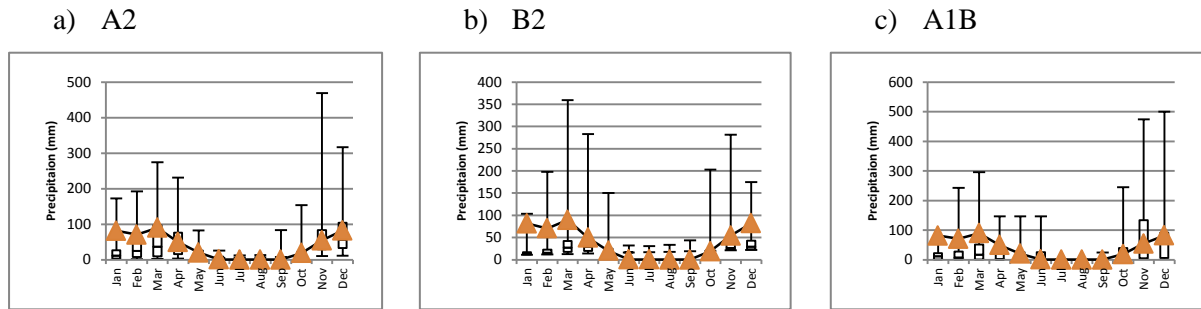 a) A2
b) B2
c) A1B
Precipitaion (mm)
500
400
300
200
100
0
Jan
Feb
Mar
Apr
May
Jun
Jul
Aug
Sep
Oct
Nov
Dec
Precipitaion (mm)
400
350
300
250
200
150
100
50
0
Jan
Feb
Mar
Apr
May
Jun
Jul
Aug
Sep
Oct
Nov
Dec
Precipitaion (mm)
600
500
400
300
200
100
0
Jan
Feb
Mar
Apr
May
Jun
Jul
Aug
Sep
Oct
Nov
Dec